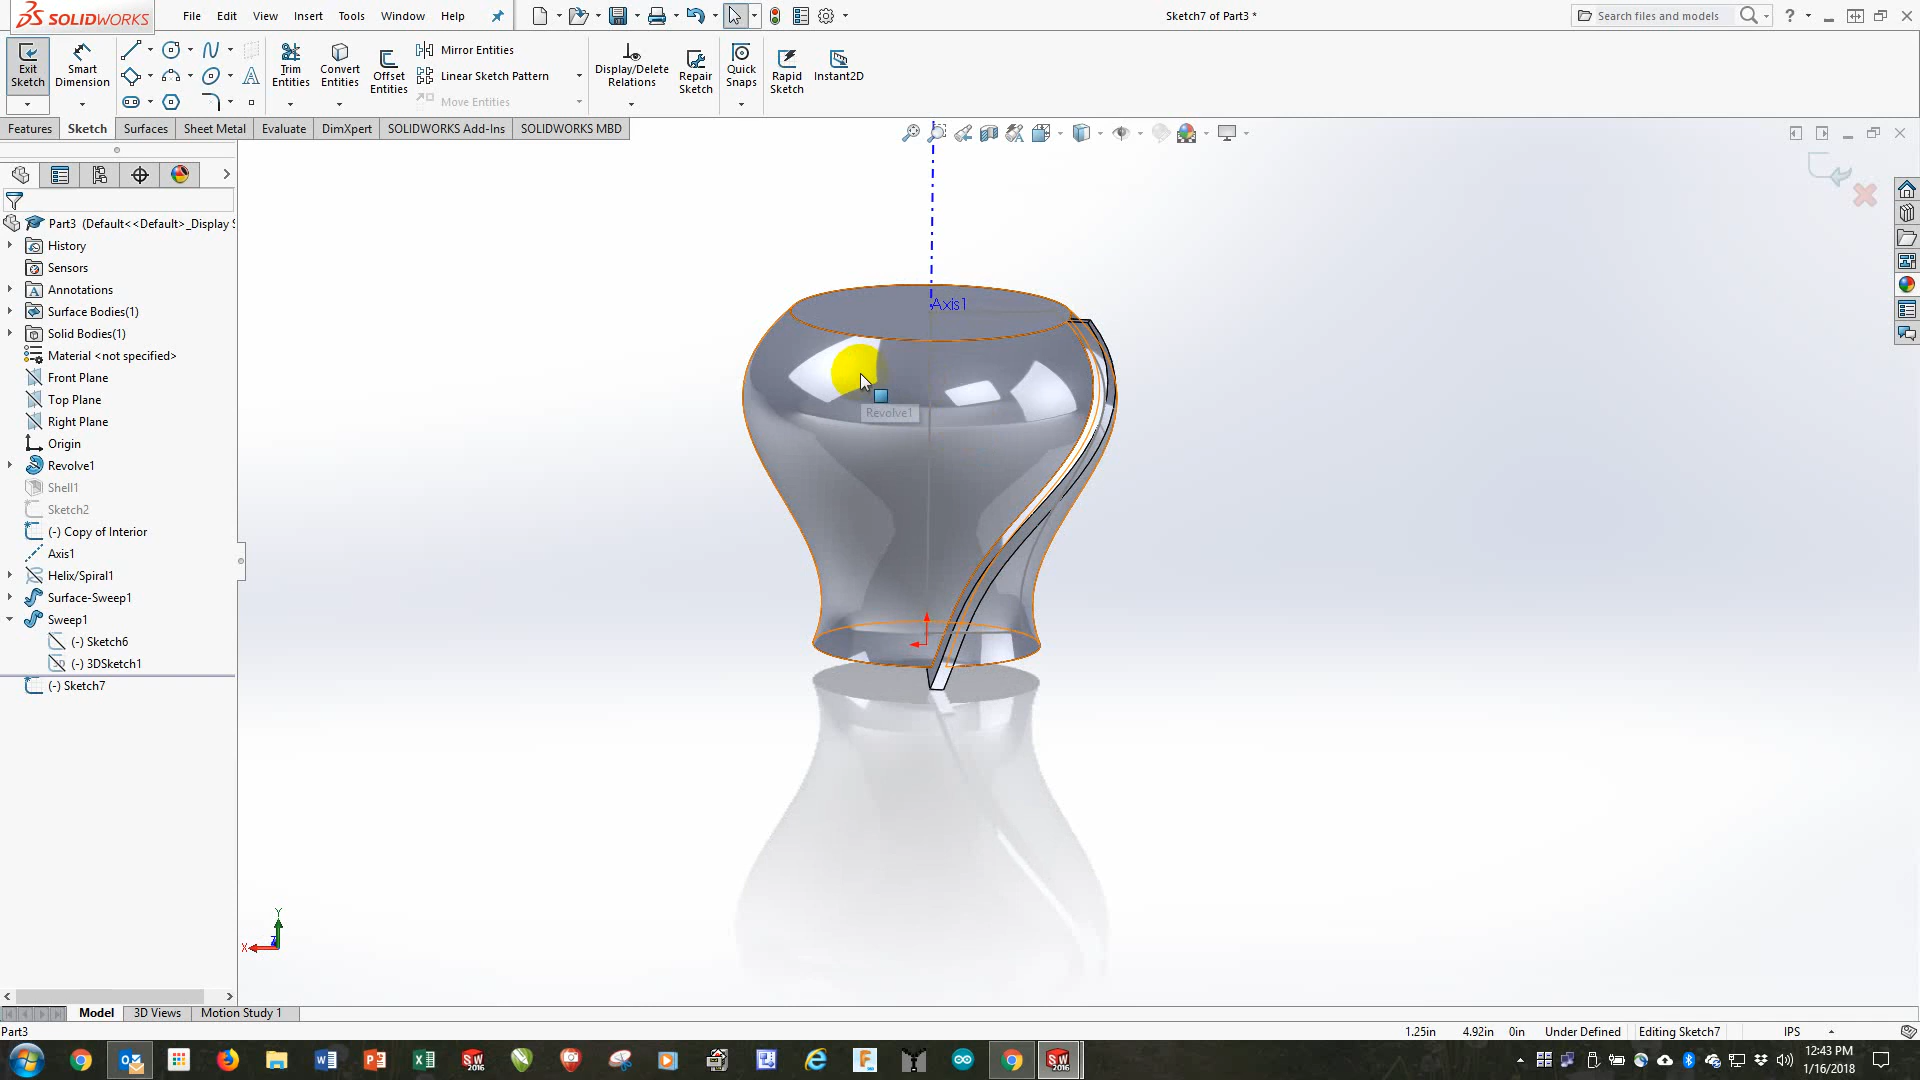 SOLIDWORKS
File Edit View Insert Tools Window Help
Sketch7 of Part3 *
Search files and models
?
Exit Sketch
Smart Dimension
Trim Entities
Convert Entities
Offset Entities
Mirror Entities
Linear Sketch Pattern
Move Entities
Display/Delete Relations
Repair Sketch
Quick Snaps
Rapid Sketch
Instant2D
Features Sketch Surfaces Sheet Metal Evaluate DimXpert SOLIDWORKS Add-Ins SOLIDWORKS MBD
Part3 (Default<<Default>_Display
History
Sensors
Annotations
Surface Bodies(1)
Solid Bodies(1)
Material <not specified>
Front Plane
Top Plane
Right Plane
Origin
Revolve1
Shell1
Sketch2
(-) Copy of Interior
Axis1
Helix/Spiral1
Surface-Sweep1
Sweep1
(-) Sketch6
(-) 3DSketch1
(-) Sketch7
Axis1
Revolve1
Y
X
Z
Model 3D Views Motion Study 1
Part3
1.25in 4.92in 0in Under Defined Editing Sketch7 IPS
SW 2016
SW 2016
12:43 PM
1/16/2018